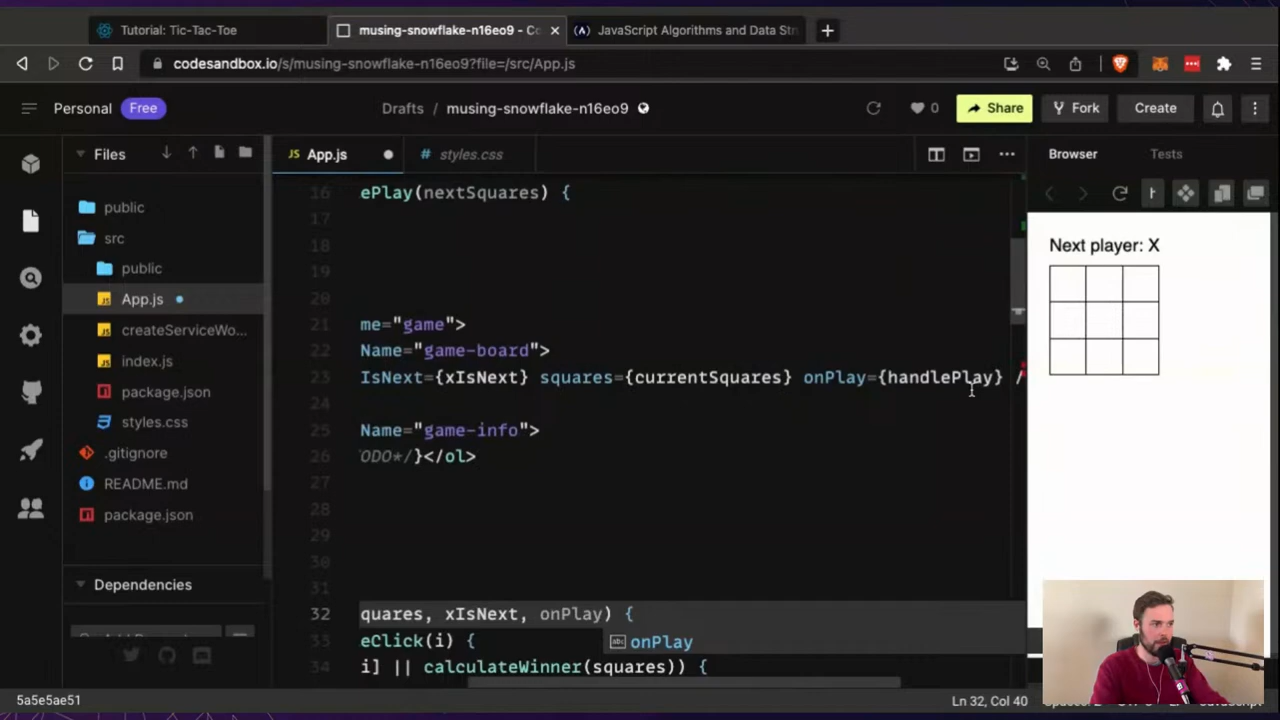 Tutorial: Tic-Tac-Toe
musing-snowflake-n16eo9 - Co
JavaScript Algorithms and Data Str
codesandbox.io/s/musing-snowflake-n16eo9?file=/src/App.js
Personal Free
Drafts / musing-snowflake-n16eo9
0
Share
Fork
Create
Files
JS App.js
# styles.css
Browser
Tests
public
src
public
App.js
createServiceWo...
index.js
package.json
styles.css
.gitignore
README.md
package.json
Dependencies
16 ePlay(nextSquares) {
17
18
19
20
21 me="game">
22 Name="game-board">
23 IsNext={xIsNext} squares={currentSquares} onPlay={handlePlay} /
24
25 Name="game-info">
26 ODO*/}</ol>
27
28
29
30
31
32 quares, xIsNext, onPlay) {
33 eClick(i) {
abc onPlay
34 i] || calculateWinner(squares)) {
Next player: X
5a5e5ae51
Ln 32, Col 40